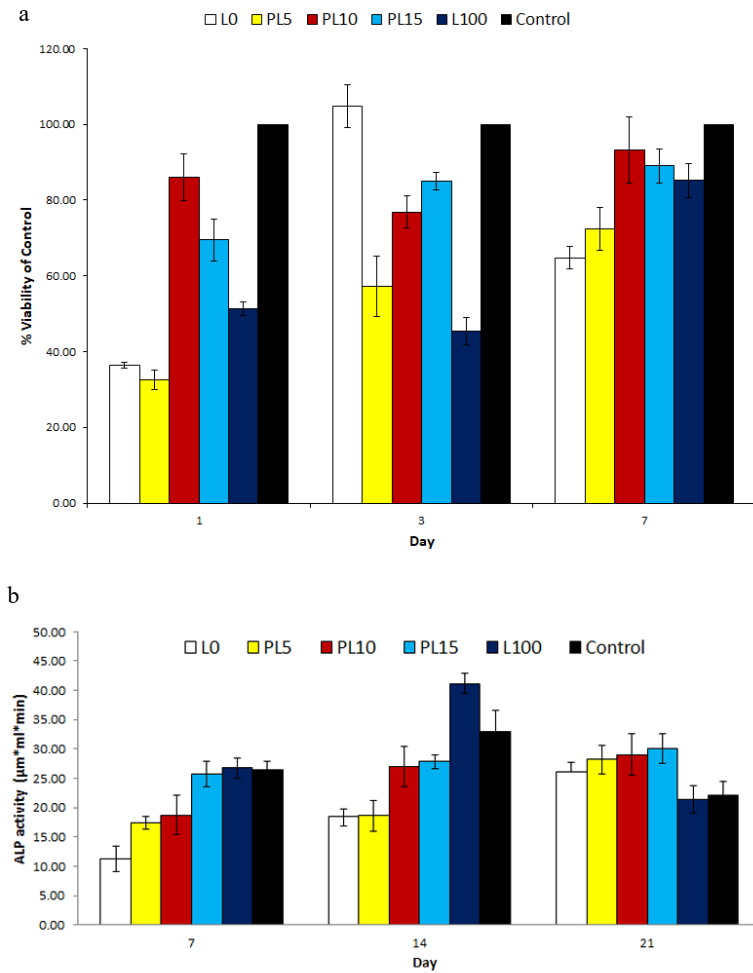 a
L0 PL5 PL10 PL15 L100 Control
120.00
100.00
80.00
60.00
40.00
20.00
0.00
% Viability of Control
1 3 7
Day
b
L0 PL5 PL10 PL15 L100 Control
50.00
45.00
40.00
35.00
30.00
25.00
20.00
15.00
10.00
5.00
0.00
ALP activity (µm*ml*min)
7 14 21
Day